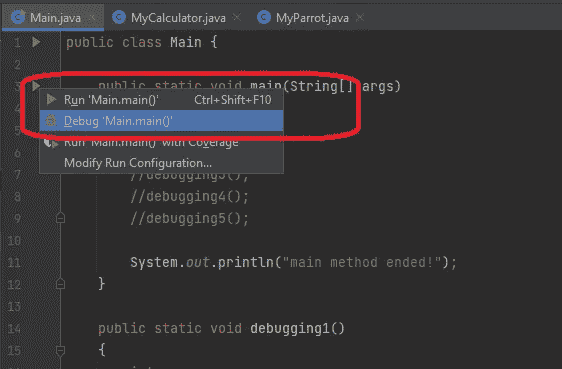 Main.java MyCalculator.java MyParrot.java
1 public class Main {
2
3 public static void main(String[] args)
Run 'Main.main()' Ctrl+Shift+F10
Debug 'Main.main()'
Run 'Main.main()' with Coverage
Modify Run Configuration...
7 //debugging3();
8 //debugging4();
9 //debugging5();
10
11 System.out.println("main method ended!");
12 }
13
14 public static void debugging1()
15 {